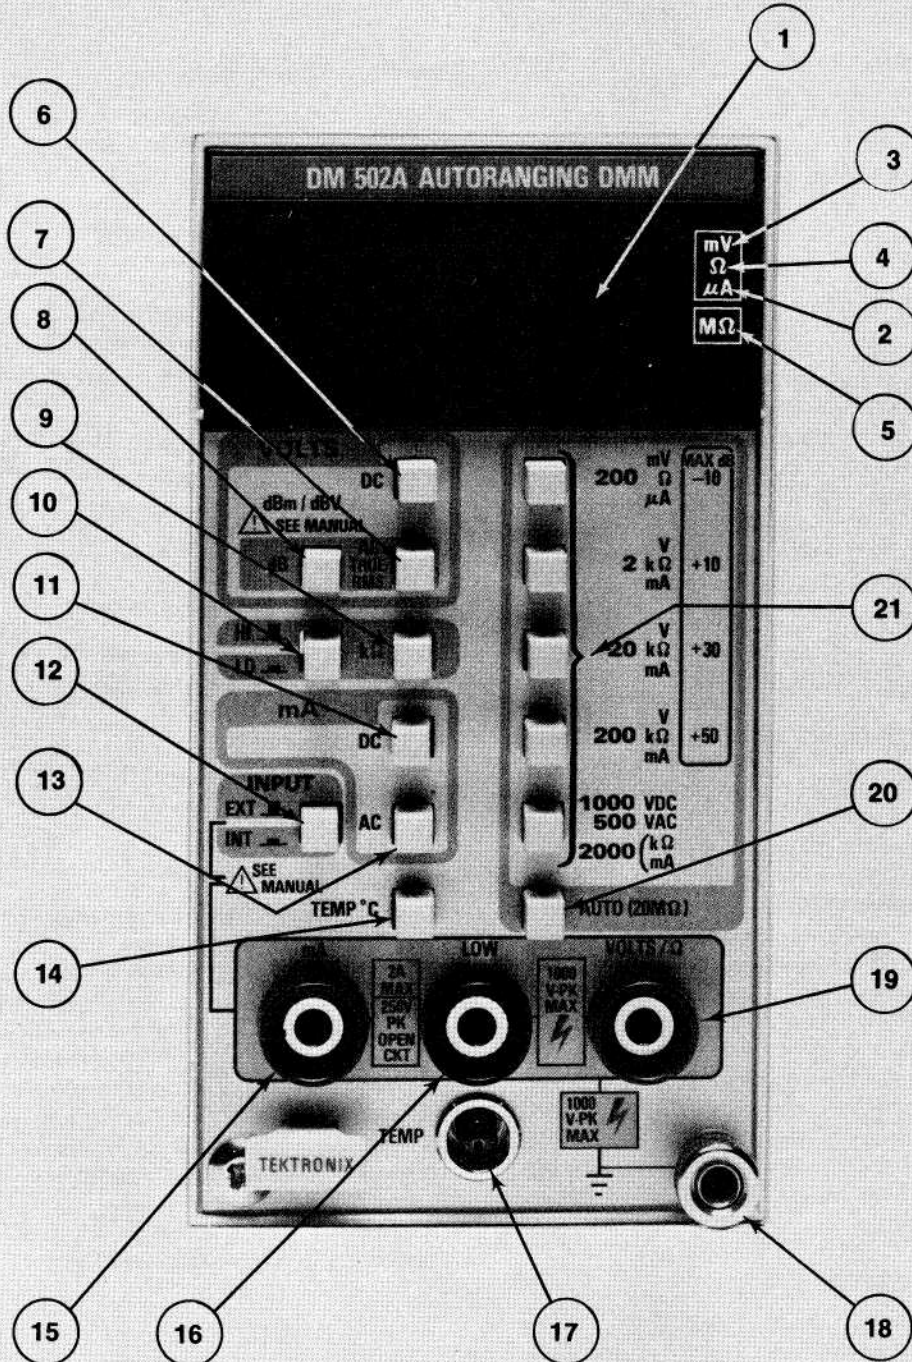 1
6
DM 502A AUTORANGING DMM
3
mV
Ω
μA
4
2
MΩ
5
7
8
9
10
11
12
13
14
VOLTS
DC
dBm / dBV
SEE MANUAL
dB
TRUE
RMS
HI
LO
kΩ
mA
DC
INPUT
EXT
INT
AC
SEE
MANUAL
TEMP °C
mV
200 Ω
μA
MAX dB
-10
V
2 kΩ
mA
+10
V
20 kΩ
mA
+30
V
200 kΩ
mA
+50
1000 VDC
500 VAC
2000 (kΩ
mA
AUTO (20MΩ)
21
20
mA
LOW
VOLTS/Ω
2A
MAX
250V
PK
OPEN
CKT
1000
V-PK
MAX
19
1000
V-PK
MAX
TEMP
TEKTRONIX
15
16
17
18